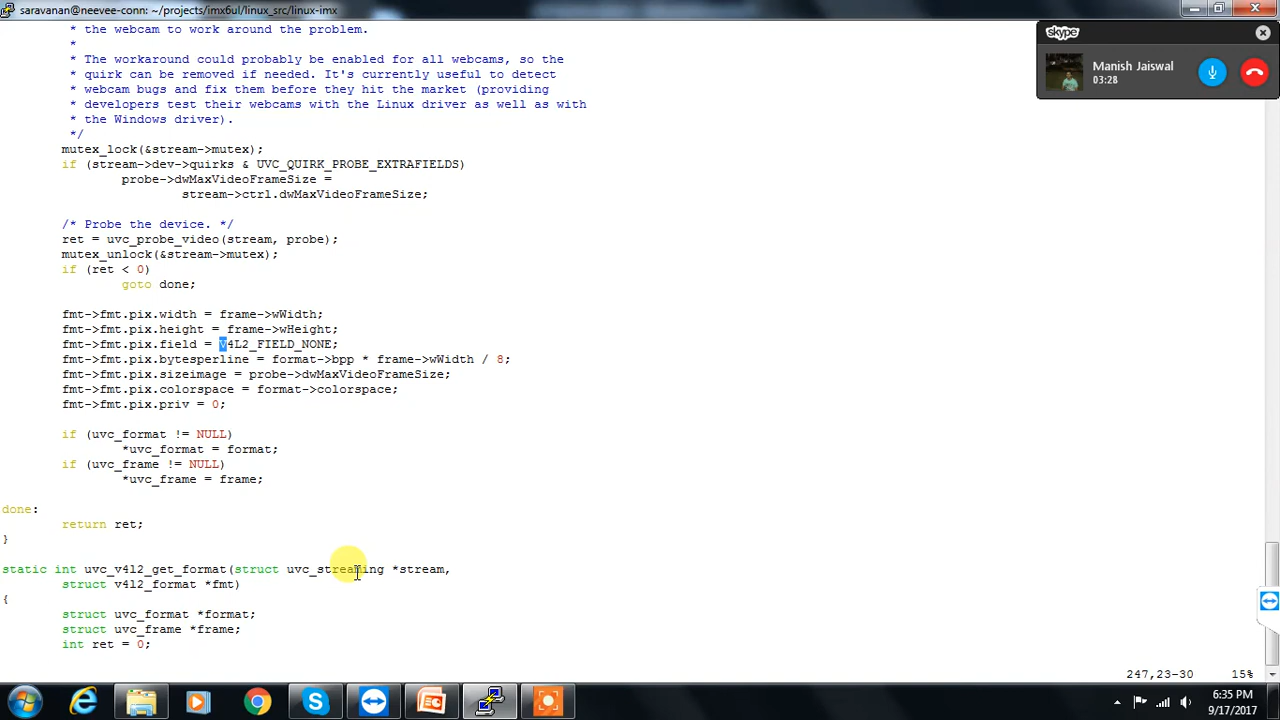 saravanan@neevee-conn: ~/projects/imx6ul/linux_src/linux-imx
* the webcam to work around the problem.
*
* The workaround could probably be enabled for all webcams, so the
* quirk can be removed if needed. It's currently useful to detect
* webcam bugs and fix them before they hit the market (providing
* developers test their webcams with the Linux driver as well as with
* the Windows driver).
*/
mutex_lock(&stream->mutex);
if (stream->dev->quirks & UVC_QUIRK_PROBE_EXTRAFIELDS)
probe->dwMaxVideoFrameSize =
stream->ctrl.dwMaxVideoFrameSize;
/* Probe the device. */
ret = uvc_probe_video(stream, probe);
mutex_unlock(&stream->mutex);
if (ret < 0)
goto done;
fmt->fmt.pix.width = frame->wWidth;
fmt->fmt.pix.height = frame->wHeight;
fmt->fmt.pix.field = V4L2_FIELD_NONE;
fmt->fmt.pix.bytesperline = format->bpp * frame->wWidth / 8;
fmt->fmt.pix.sizeimage = probe->dwMaxVideoFrameSize;
fmt->fmt.pix.colorspace = format->colorspace;
fmt->fmt.pix.priv = 0;
if (uvc_format != NULL)
*uvc_format = format;
if (uvc_frame != NULL)
*uvc_frame = frame;
done:
return ret;
}
static int uvc_v4l2_get_format(struct uvc_streaming *stream,
struct v4l2_format *fmt)
{
struct uvc_format *format;
struct uvc_frame *frame;
int ret = 0;
247,23-30 15%
skype
Manish Jaiswal
03:28
6:35 PM
9/17/2017